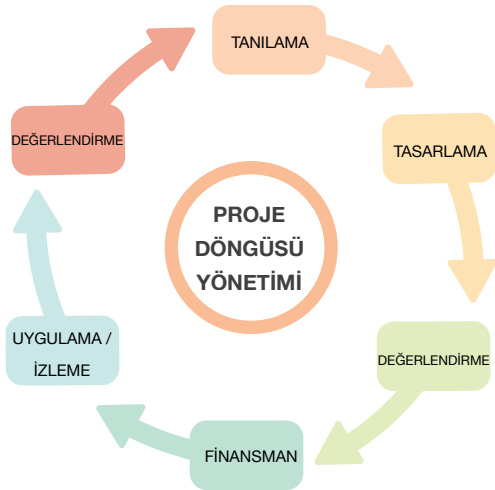 TANILAMA
TASARLAMA
DEĞERLENDİRME
FİNANSMAN
UYGULAMA /
İZLEME
DEĞERLENDİRME
PROJE
DÖNGÜSÜ
YÖNETİMİ